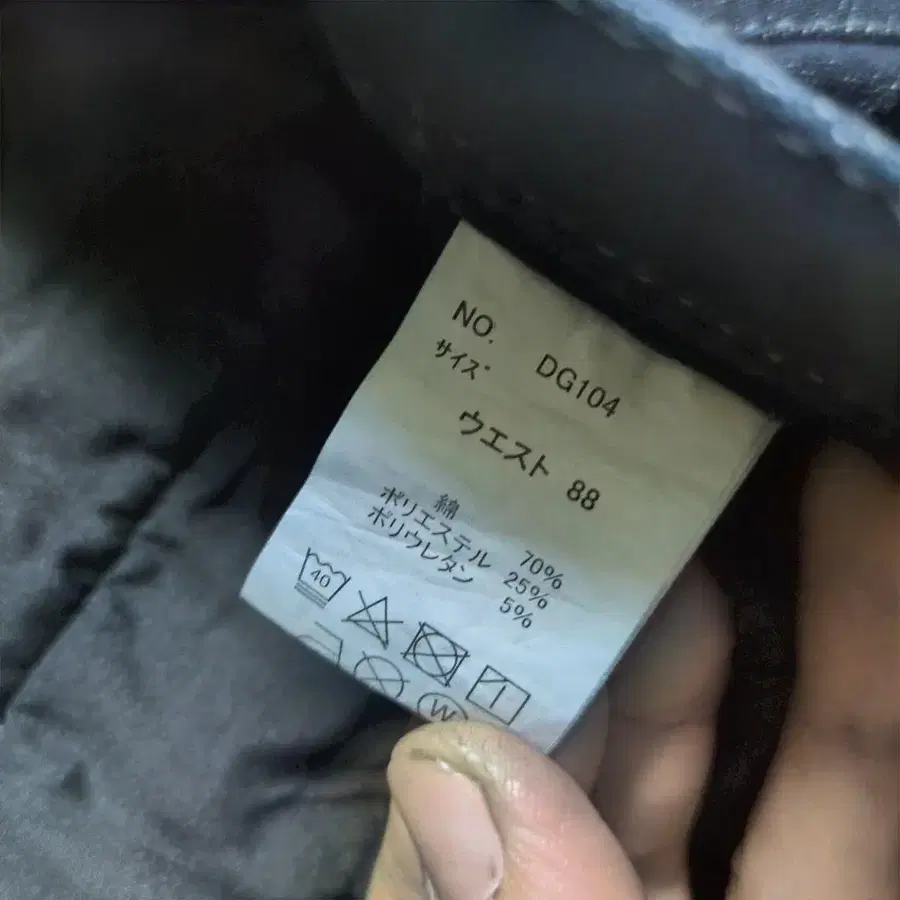 NO. DG104
サイズ
ウエスト 88
綿 70%
ポリエステル 25%
ポリウレタン 5%
40
W